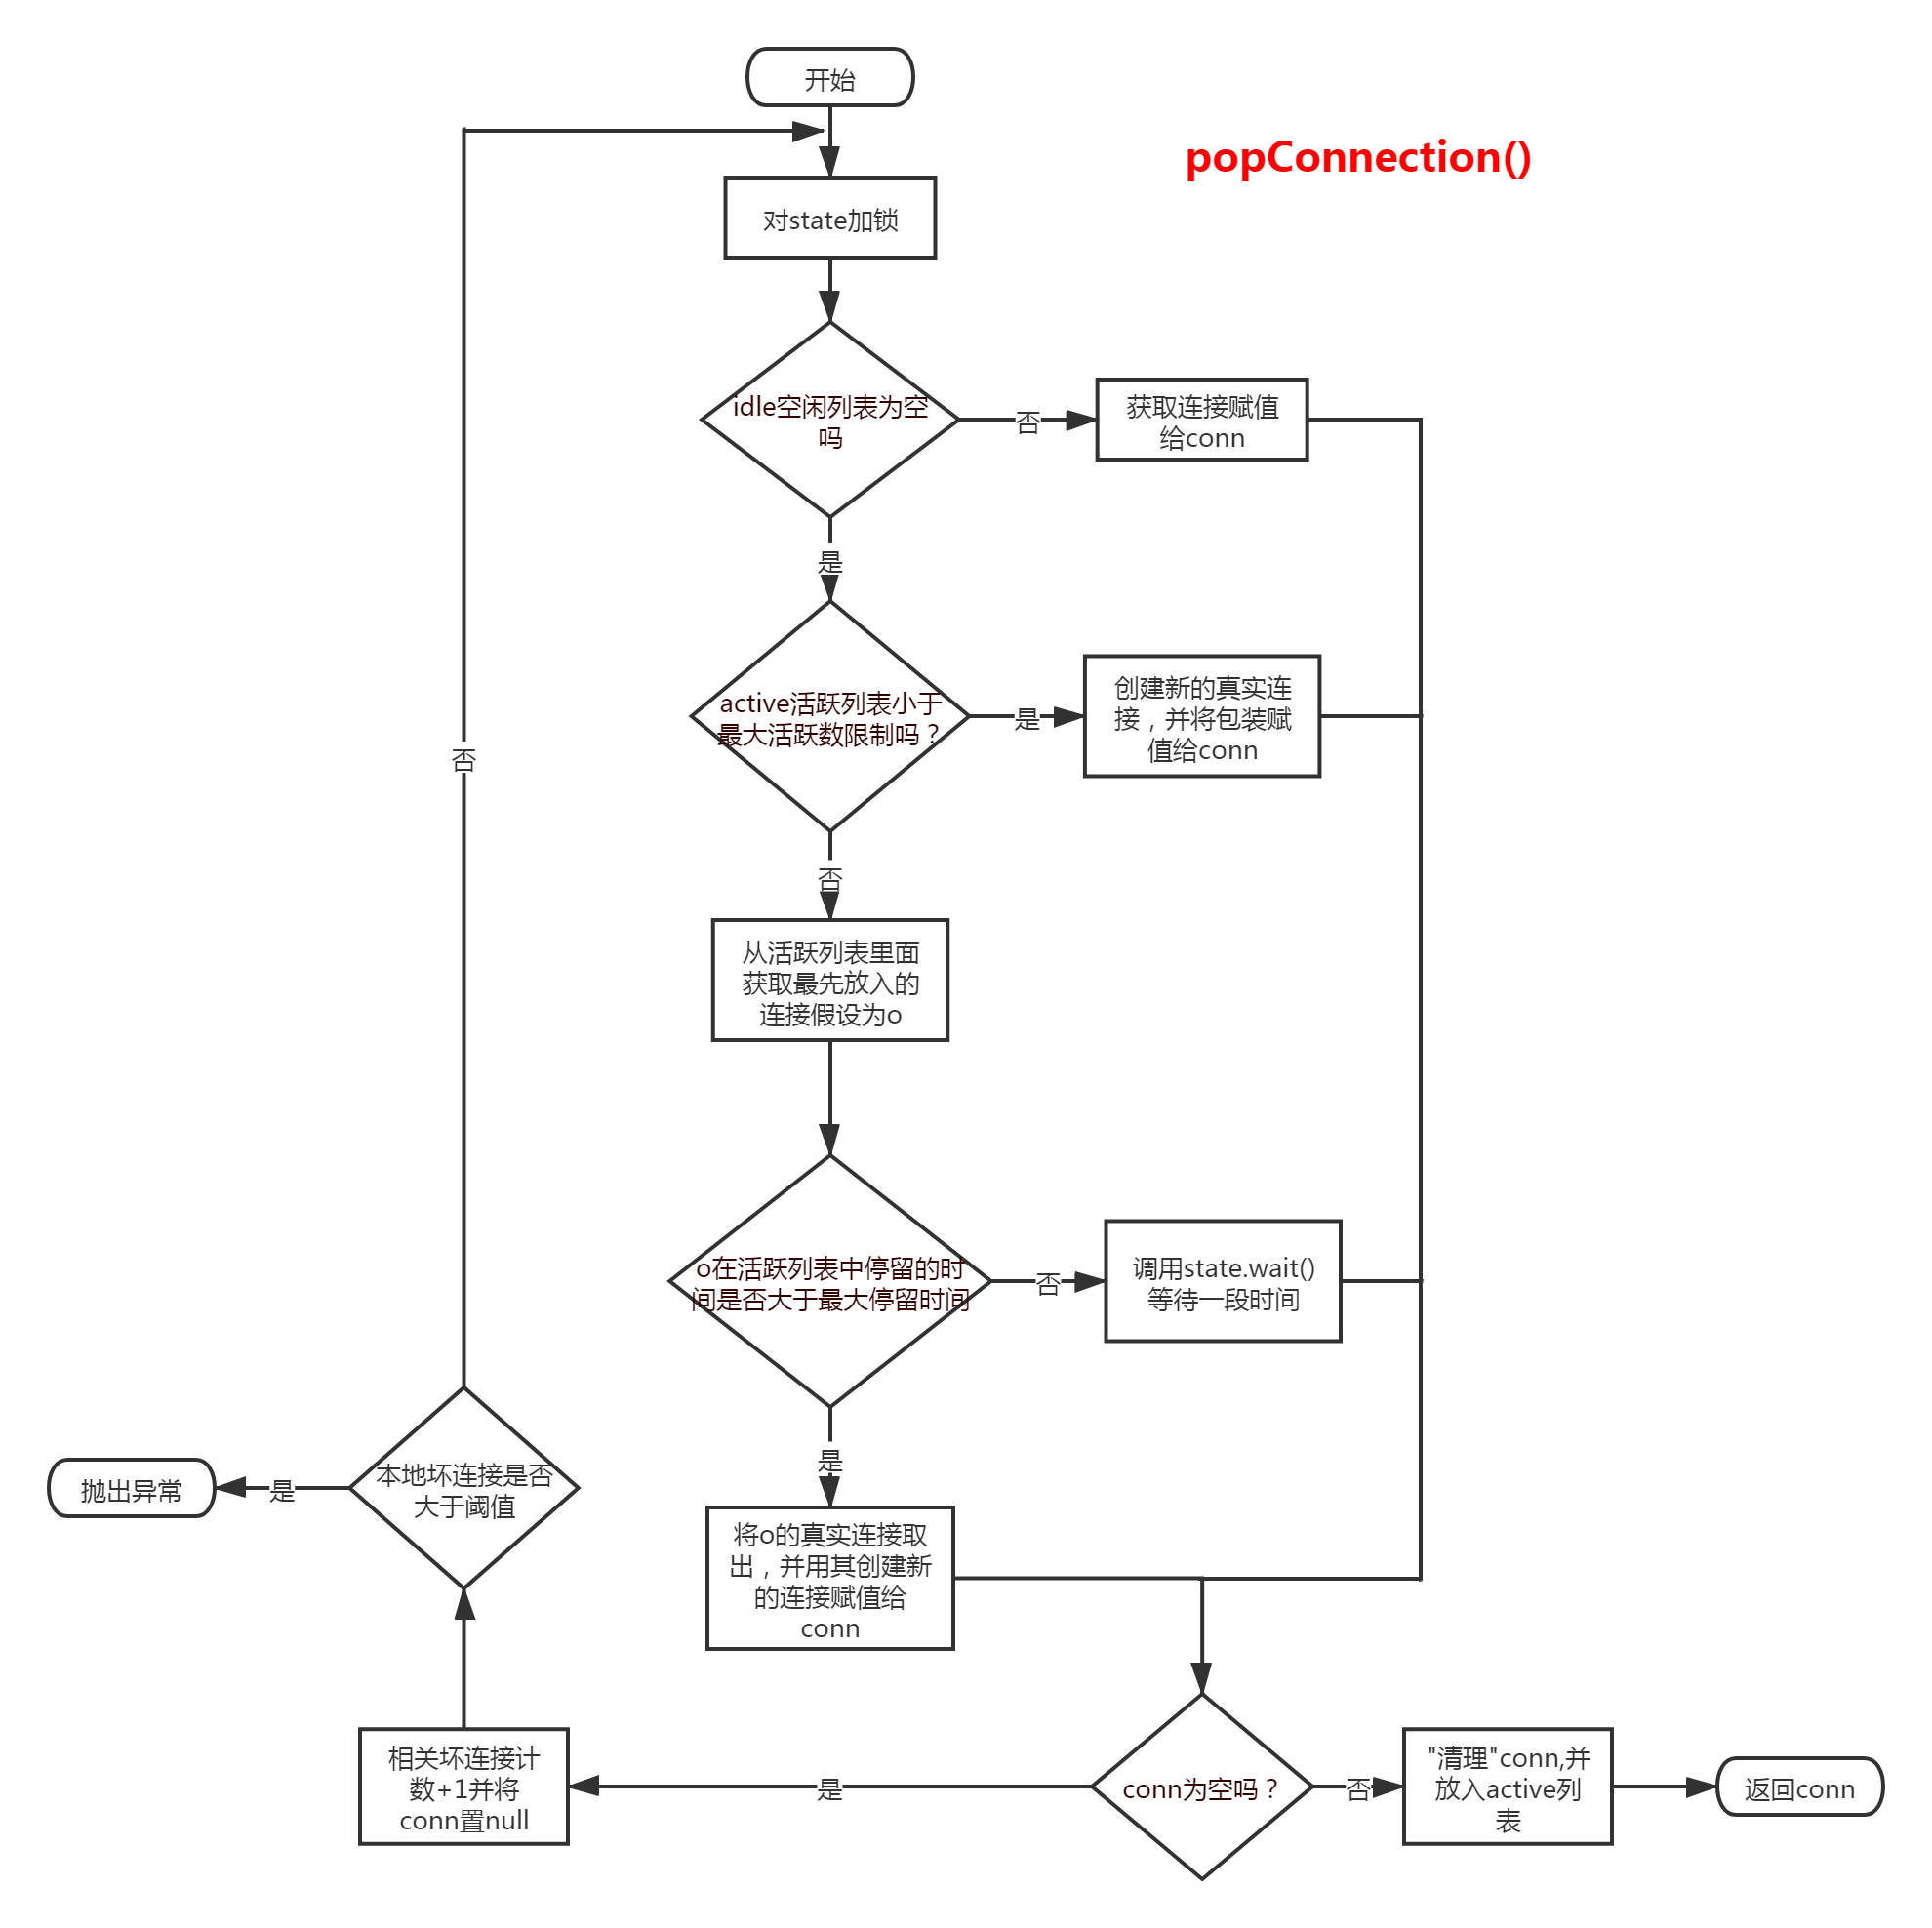 开始
popConnection()
对state加锁
idle空闲列表为空
吗
否
获取连接赋值
给conn
是
active活跃列表小于
最大活跃数限制吗？
是
创建新的真实连
接，并将包装赋
值给conn
否
否
从活跃列表里面
获取最先放入的
连接假设为o
o在活跃列表中停留的时
间是否大于最大停留时间
否
调用state.wait()
等待一段时间
是
本地坏连接是否
大于阈值
是
抛出异常
将o的真实连接取
出，并用其创建新
的连接赋值给
conn
相关坏连接计
数+1并将
conn置null
是
conn为空吗？
否
"清理"conn,并
放入active列
表
返回conn